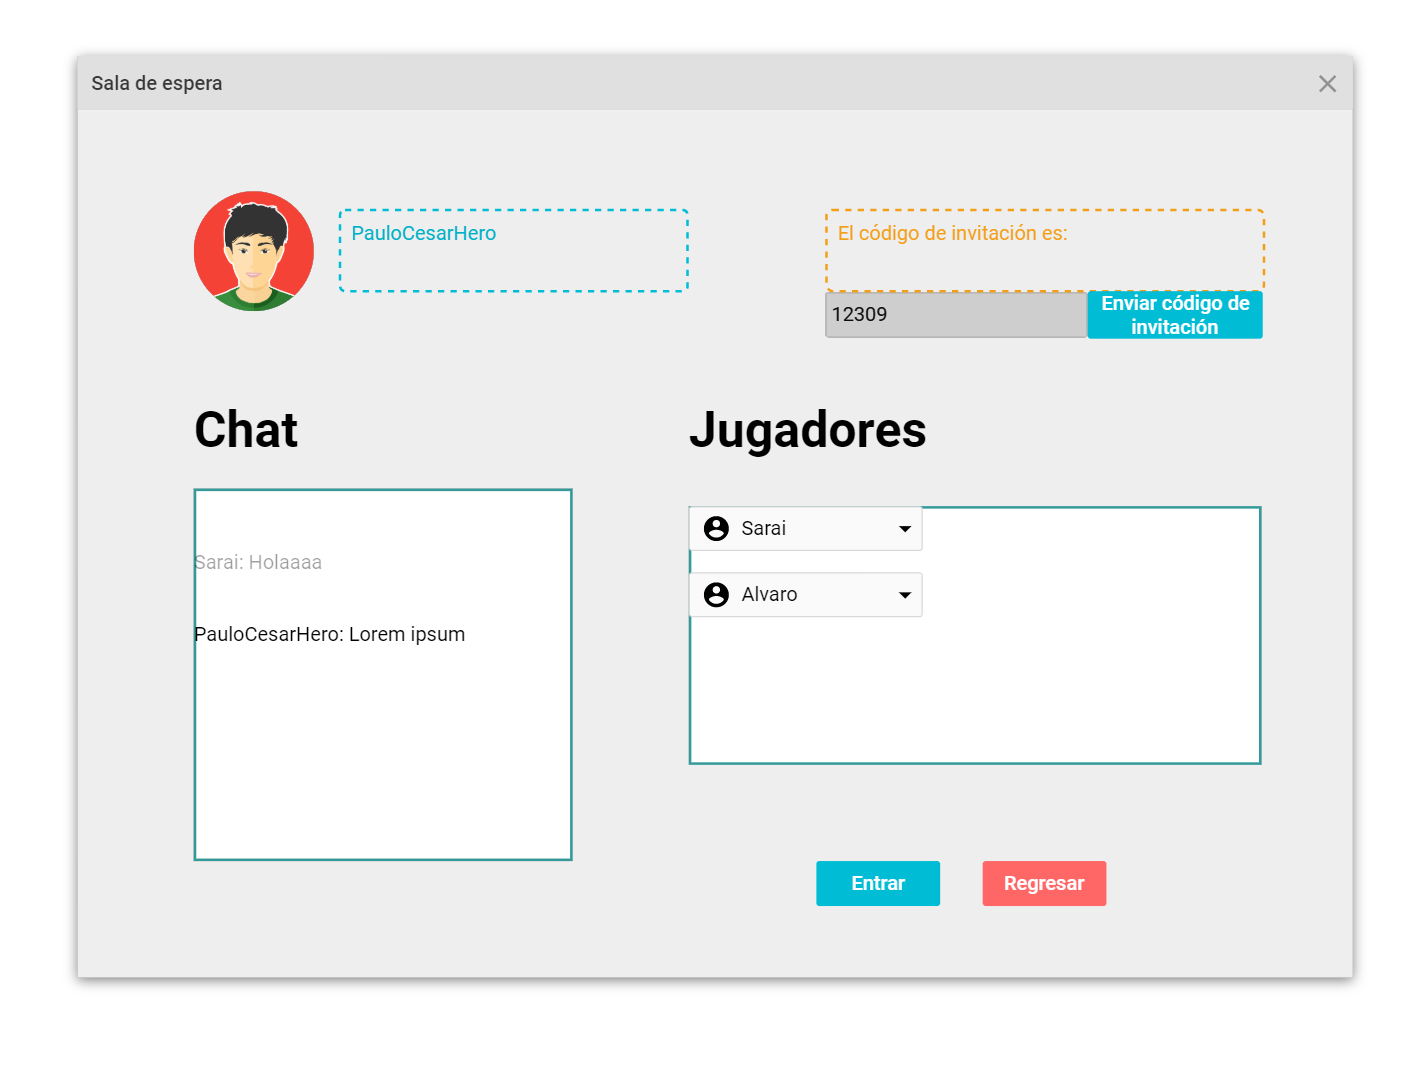 Sala de espera
PauloCesarHero
El código de invitación es:
12309
Enviar código de
invitación
Chat
Jugadores
Sarai: Holaaaa
PauloCesarHero: Lorem ipsum
Sarai
Alvaro
Entrar
Regresar